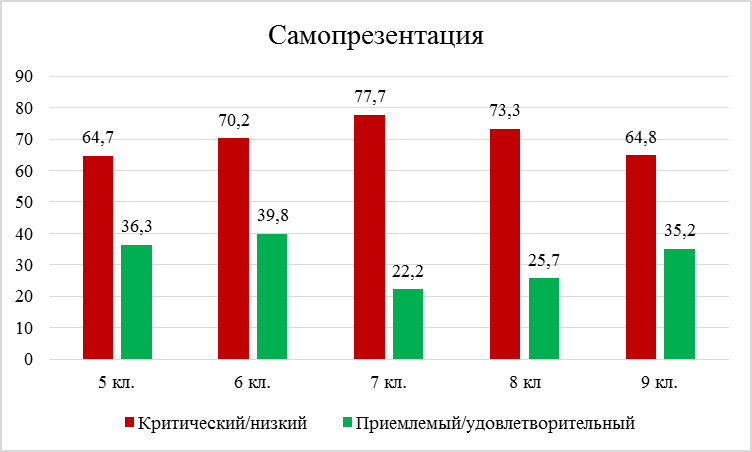 Самопрезентация
90
80
70
60
50
40
30
20
10
0
64,7
36,3
70,2
39,8
77,7
22,2
73,3
25,7
64,8
35,2
5 кл.
6 кл.
7 кл.
8 кл
9 кл.
Критический/низкий
Приемлемый/удовлетворительный